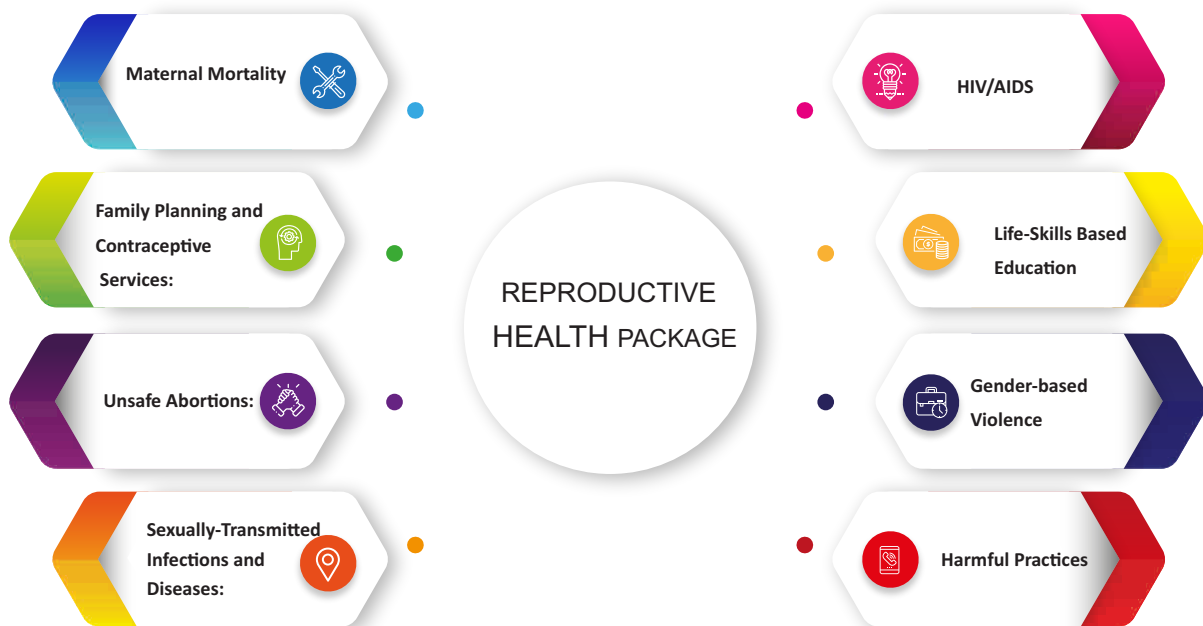 Maternal Mortality
Family Planning and
Contraceptive
Services:
Unsafe Abortions:
Sexually-Transmitted
Infections and
Diseases:
REPRODUCTIVE
HEALTH PACKAGE
HIV/AIDS
Life-Skills Based
Education
Gender-based
Violence
Harmful Practices